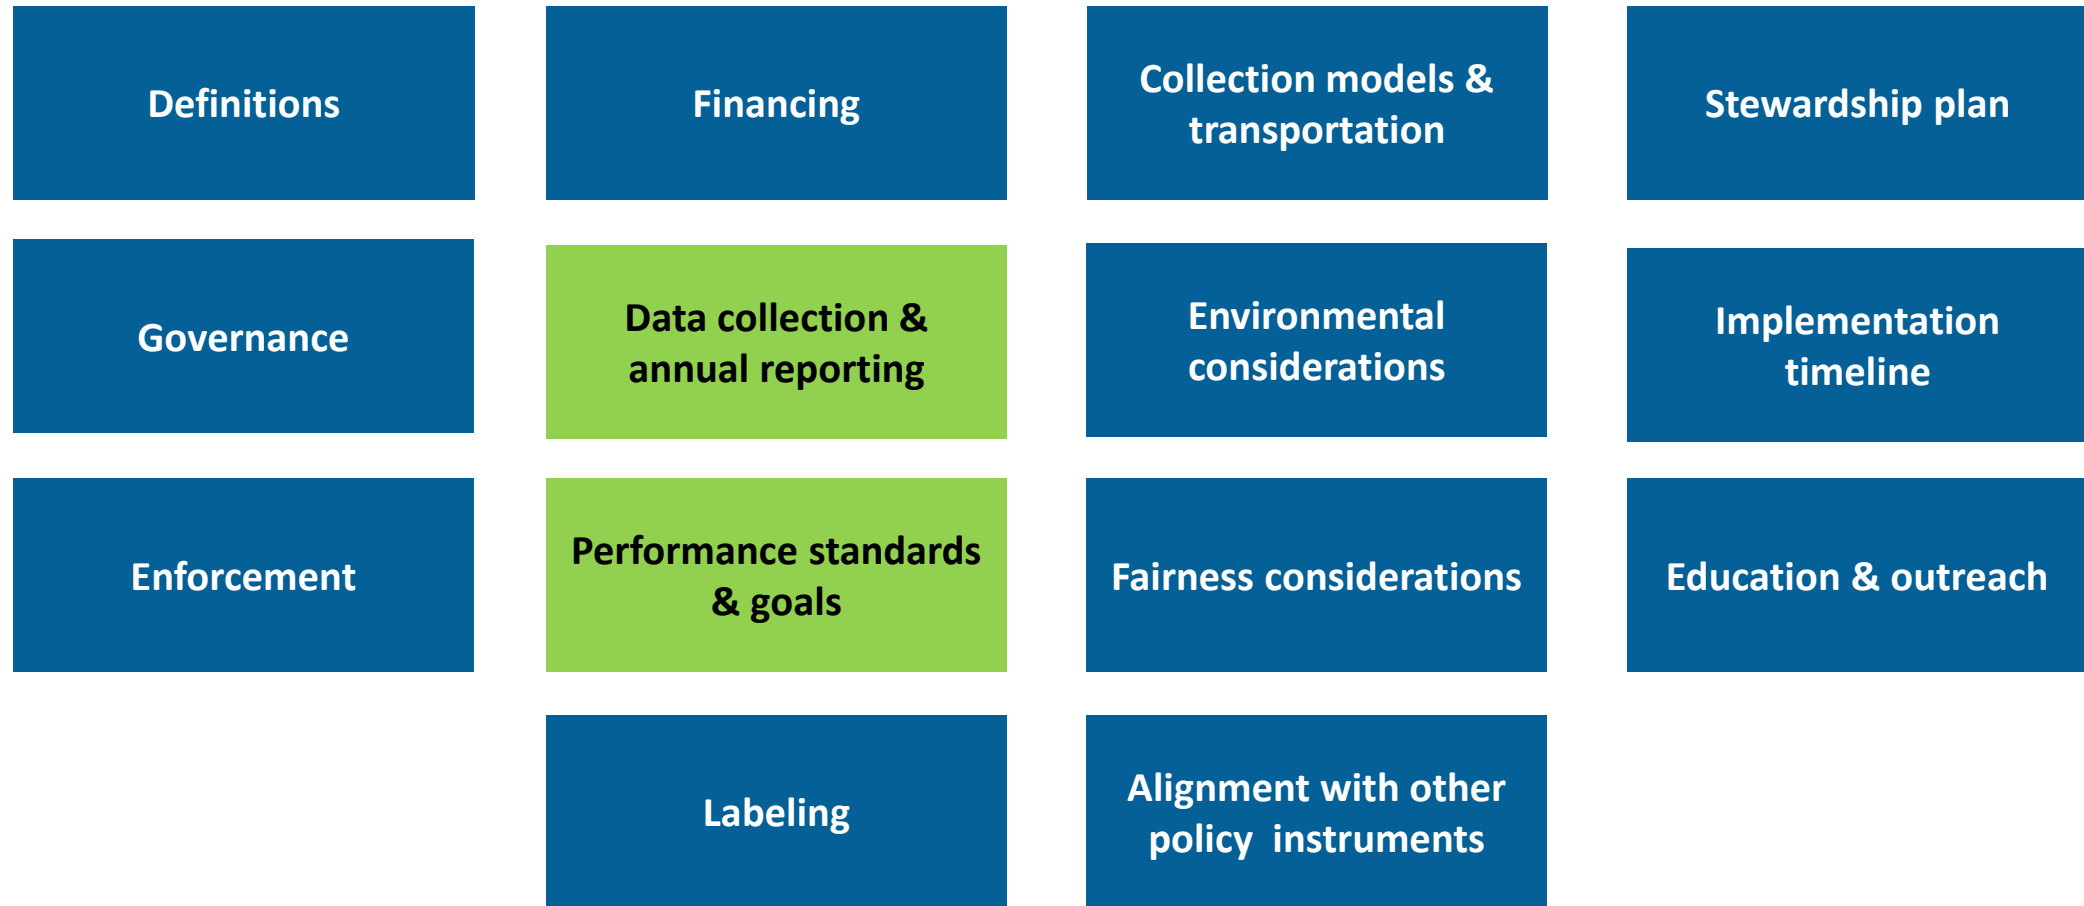 Definitions
Financing
Collection models &
transportation
Stewardship plan
Governance
Data collection &
annual reporting
Environmental
considerations
Implementation
timeline
Enforcement
Performance standards
& goals
Fairness considerations
Education & outreach
Labeling
Alignment with other
policy  instruments